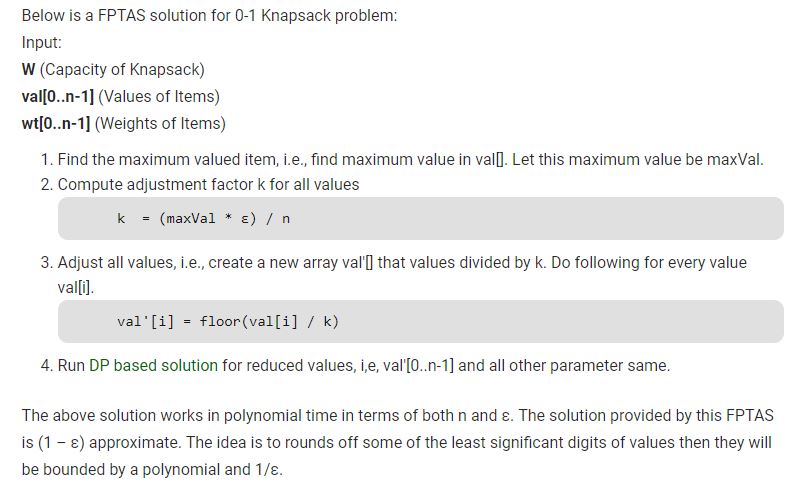 Below is a FPTAS solution for 0-1 Knapsack problem:
Input:
W (Capacity of Knapsack)
val[0..n-1] (Values of Items)
wt[0..n-1] (Weights of Items)
1. Find the maximum valued item, i.e., find maximum value in val[]. Let this maximum value be maxVal.
2. Compute adjustment factor k for all values
k = (maxVal * ε) / n
3. Adjust all values, i.e., create a new array val'[] that values divided by k. Do following for every value
val[i].
val'[i] = floor(val[i] / k)
4. Run DP based solution for reduced values, i,e, val'[0..n-1] and all other parameter same.
The above solution works in polynomial time in terms of both n and ε. The solution provided by this FPTAS
is (1 – ε) approximate. The idea is to rounds off some of the least significant digits of values then they will
be bounded by a polynomial and 1/ε.